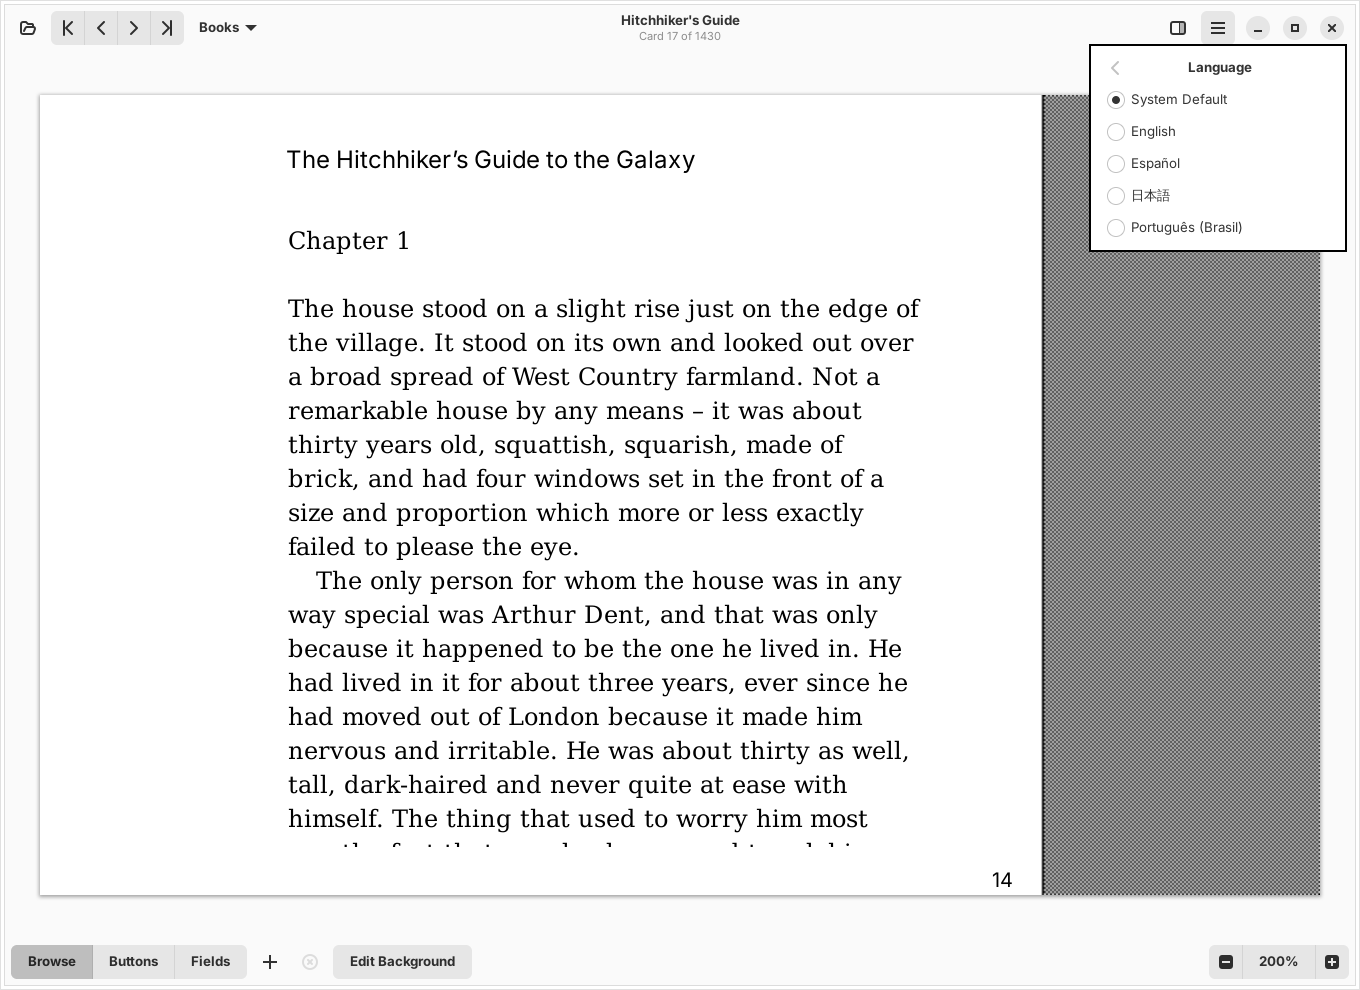 Books
Hitchhiker's Guide
Card 17 of 1430
Language
System Default
English
Español
日本語
Português (Brasil)
The Hitchhiker’s Guide to the Galaxy
Chapter 1
The house stood on a slight rise just on the edge of
the village. It stood on its own and looked out over
a broad spread of West Country farmland. Not a
remarkable house by any means – it was about
thirty years old, squattish, squarish, made of
brick, and had four windows set in the front of a
size and proportion which more or less exactly
failed to please the eye.
The only person for whom the house was in any
way special was Arthur Dent, and that was only
because it happened to be the one he lived in. He
had lived in it for about three years, ever since he
had moved out of London because it made him
nervous and irritable. He was about thirty as well,
tall, dark-haired and never quite at ease with
himself. The thing that used to worry him most
14
Browse
Buttons
Fields
Edit Background
200%